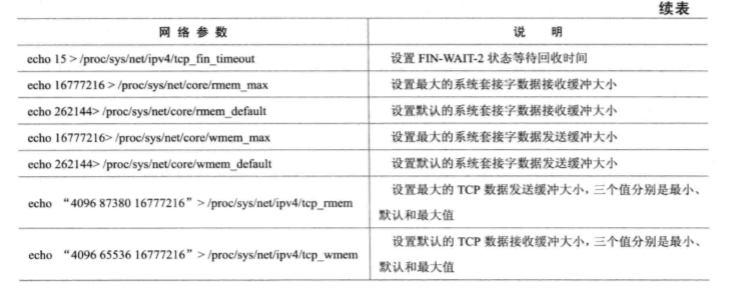 续表
网 络 参 数 说 明
echo 15 > /proc/sys/net/ipv4/tcp_fin_timeout 设置 FIN-WAIT-2 状态等待回收时间
echo 16777216 > /proc/sys/net/core/rmem_max 设置最大的系统套接字数据接收缓冲大小
echo 262144> /proc/sys/net/core/rmem_default 设置默认的系统套接字数据接收缓冲大小
echo 16777216> /proc/sys/net/core/wmem_max 设置最大的系统套接字数据发送缓冲大小
echo 262144> /proc/sys/net/core/wmem_default 设置默认的系统套接字数据发送缓冲大小
echo “4096 87380 16777216” > /proc/sys/net/ipv4/tcp_rmem 设置最大的 TCP 数据发送缓冲大小，三个值分别是最小、
默认和最大值
echo “4096 65536 16777216” > /proc/sys/net/ipv4/tcp_wmem 设置默认的 TCP 数据接收缓冲大小，三个值分别是最小、
默认和最大值